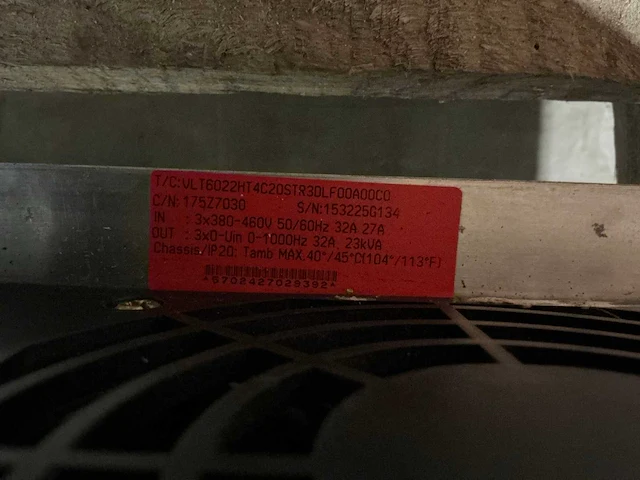 T/C:VLT6022HT4C20STR3DLF00A00C0
C/N: 175Z7038 S/N:153225G134
IN : 3x380-460V 50/60Hz 32A 27A
OUT : 3x0-Uin 0-1000Hz 32A 23kVA
Chassis/IP20: Tamb MAX.40°/45°C(104°/113°F)
*5702427029392*